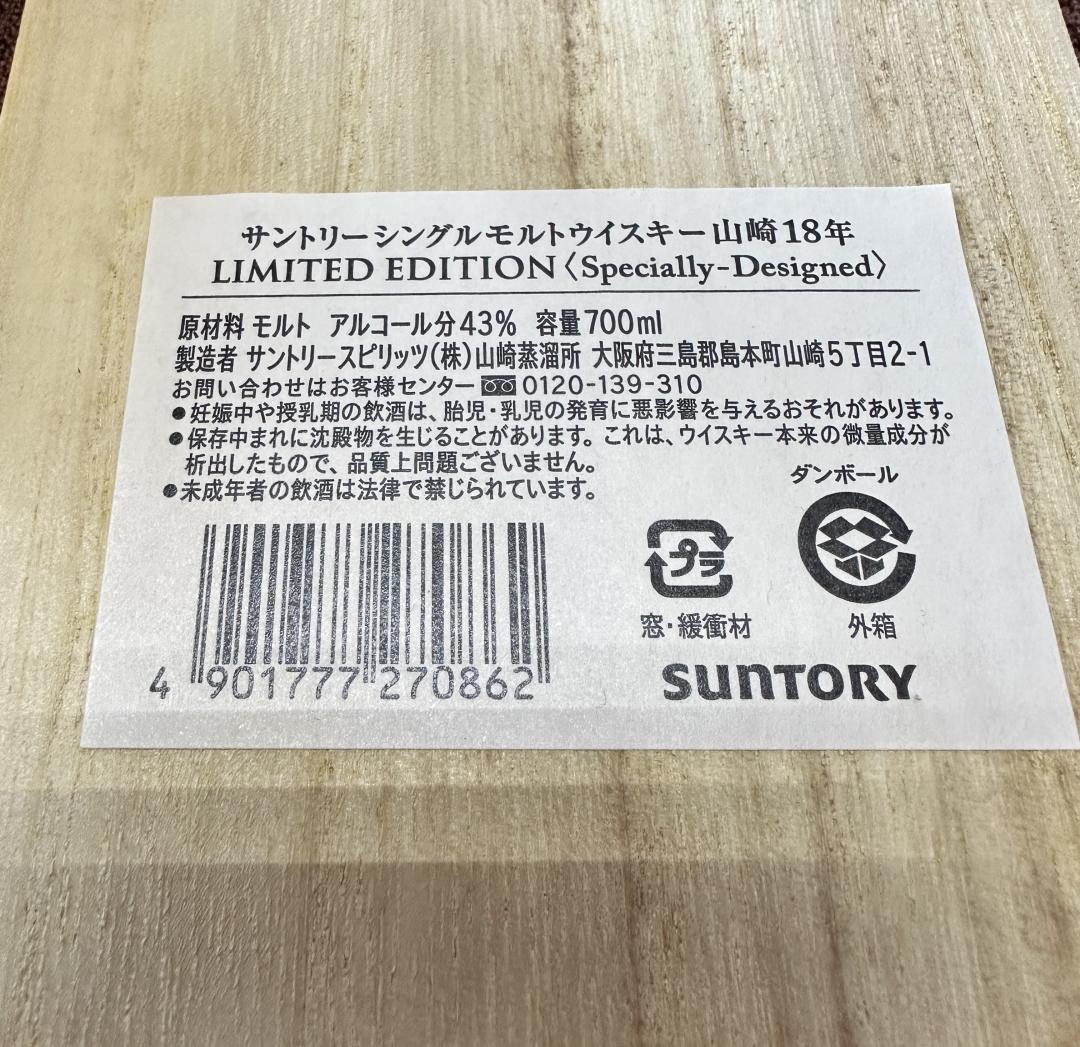 サントリーシングルモルトウイスキー山崎18年
LIMITED EDITION〈Specially-Designed〉
原材料 モルト アルコール分43% 容量700ml
製造者 サントリースピリッツ(株)山崎蒸溜所 大阪府三島郡島本町山崎5丁目2-1
お問い合わせはお客様センター 0120-139-310
●妊娠中や授乳期の飲酒は、胎児・乳児の発育に悪影響を与えるおそれがあります。
●保存中まれに沈殿物を生じることがあります。これは、ウイスキー本来の微量成分が
析出したもので、品質上問題ございません。
●未成年者の飲酒は法律で禁じられています。
ダンボール
プラ
窓・緩衝材
外箱
4 901777 270862
SUNTORY